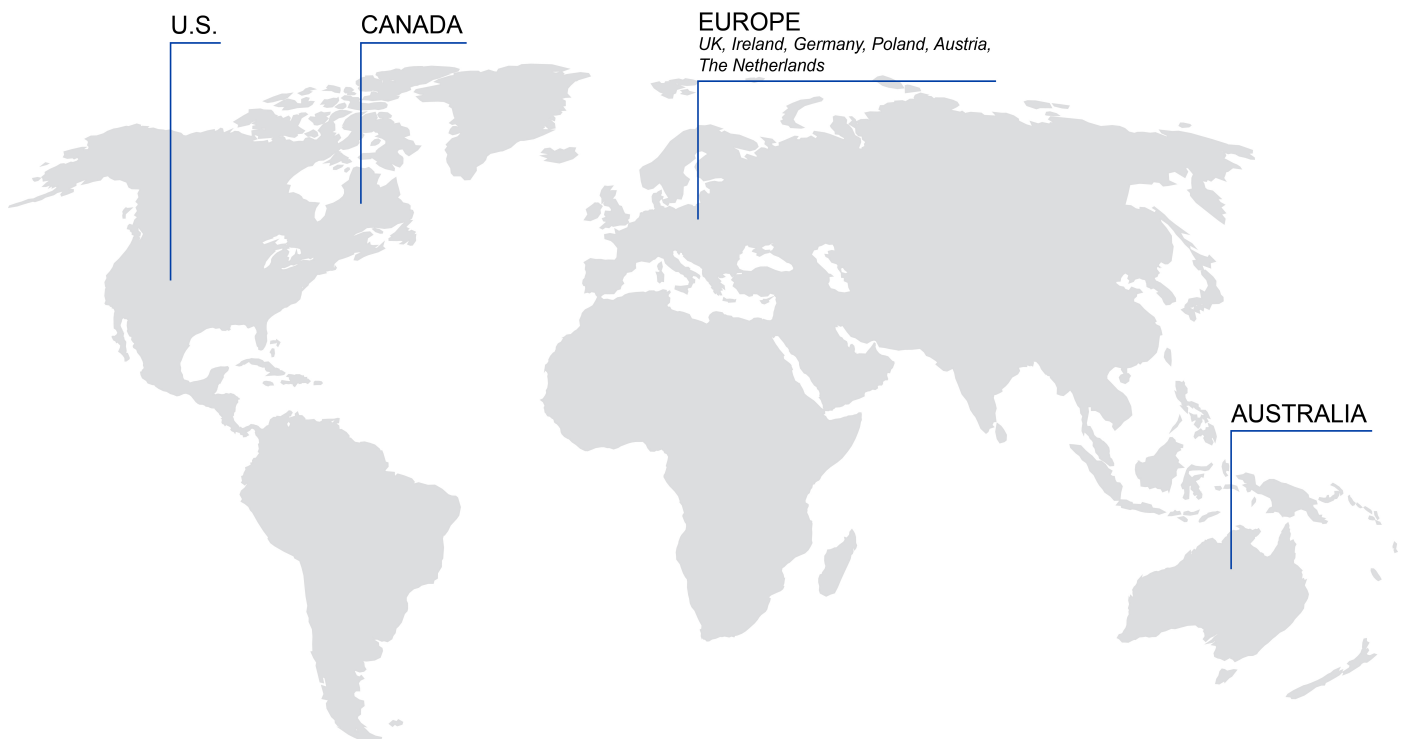 U.S.
CANADA
EUROPE
UK, Ireland, Germany, Poland, Austria,
The Netherlands
AUSTRALIA